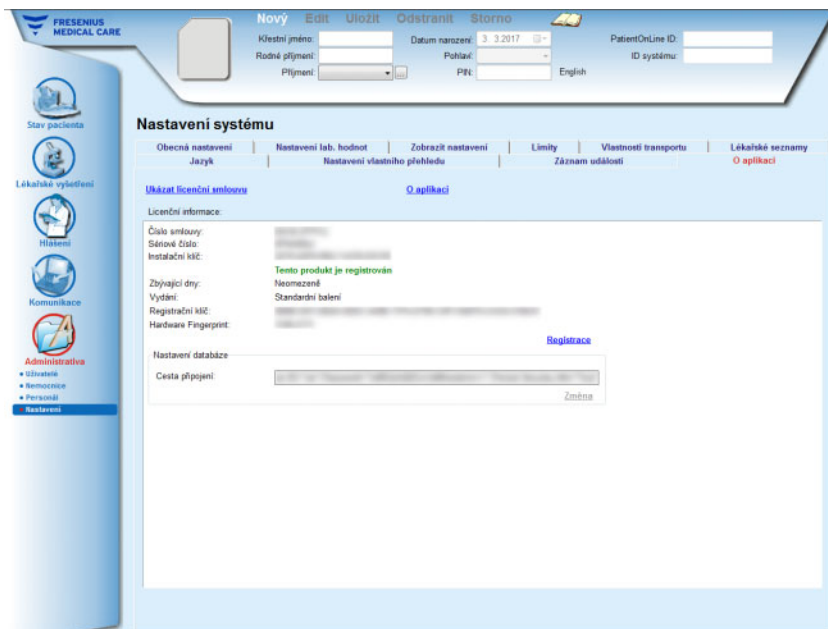 FRESENIUS
MEDICAL CARE
Nový Edit Uložit Odstranit Storno
Křestní jméno: Datum narození: 3. 3.2017 PatientOnLine ID:
Rodné příjmení: Pohlaví: ID systému:
Příjmení: ... PIN: English
Stav pacienta
Lékařské vyšetření
Hlášení
Komunikace
Administrativa
Uživatelé
Nemocnice
Personál
Nastavení
Nastavení systému
Obecná nastavení Nastavení lab. hodnot Zobrazit nastavení Limity Vlastnosti transportu Lékařské seznamy
Jazyk Nastavení vlastního přehledu Záznam událostí O aplikaci
Ukázat licenční smlouvu O aplikaci
Licenční informace:
Číslo smlouvy:
Sériové číslo:
Instalační klíč:
Tento produkt je registrován
Zbývající dny: Neomezeně
Vydání: Standardní balení
Registrační klíč:
Hardware Fingerprint:
Registrace
Nastavení databáze
Cesta připojení:
Změna